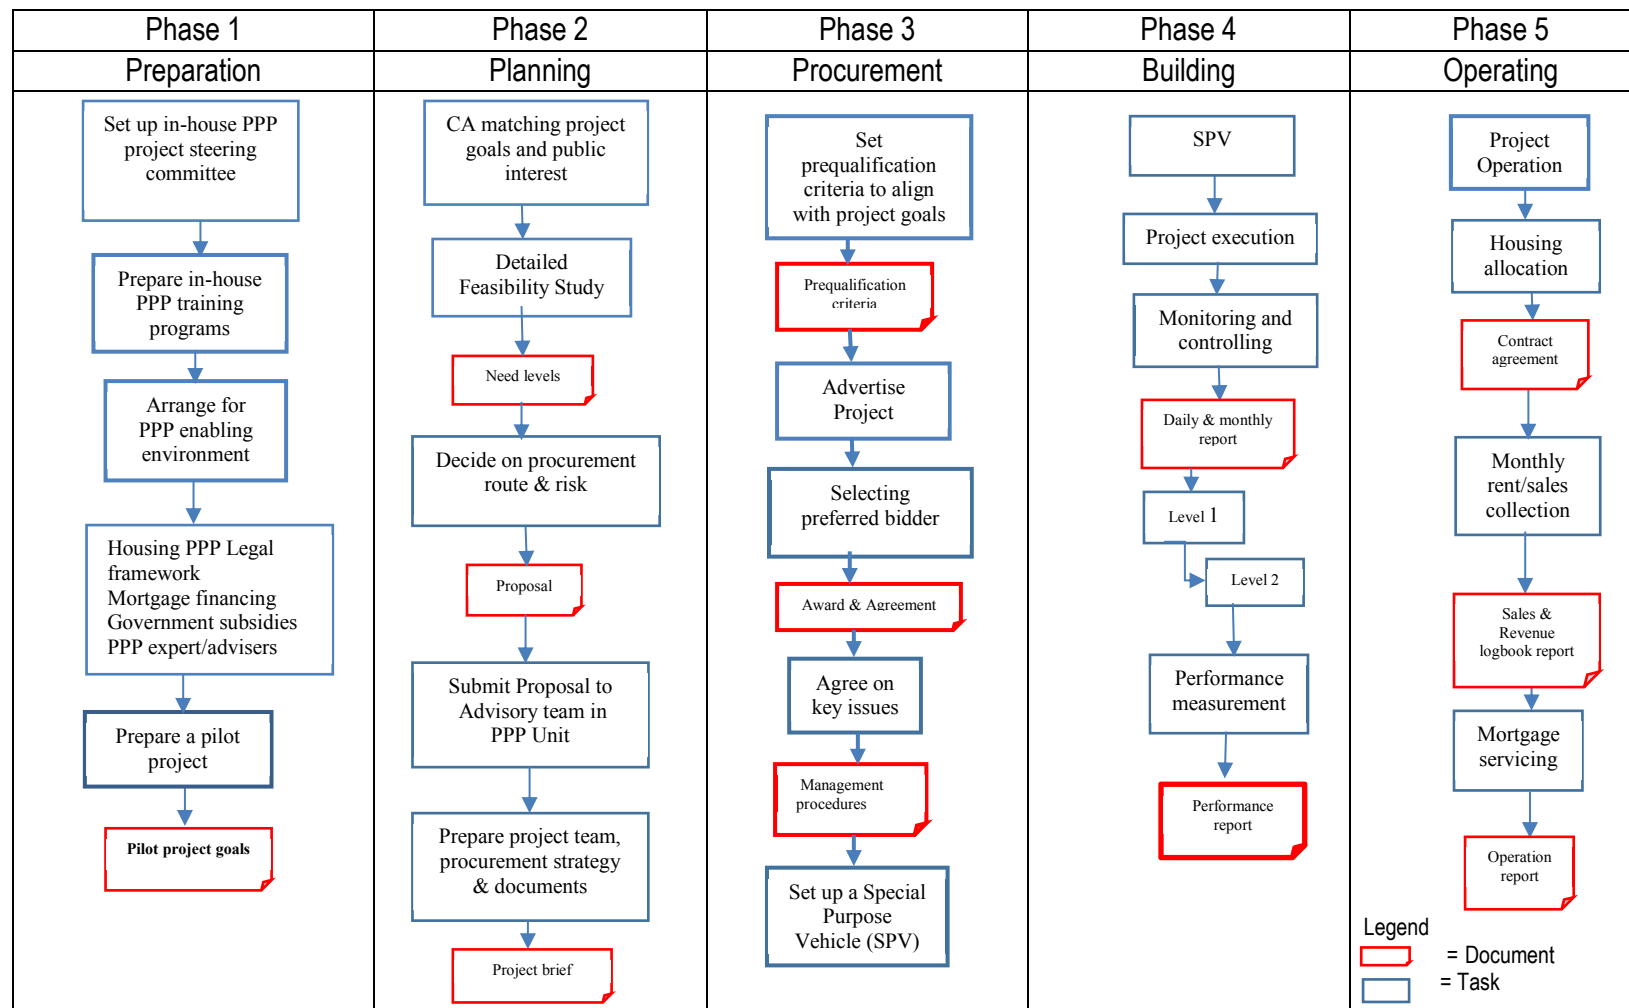 Phase 1
Preparation
Set up in-house PPP
project steering
committee
Prepare in-house
PPP training
programs
Arrange for
PPP enabling
environment
Housing PPP Legal
framework
Mortgage financing
Government subsidies
PPP expert/advisers
Prepare a pilot
project
Pilot project goals
Phase 2
Planning
CA matching project
goals and public
interest
Detailed
Feasibility Study
Need levels
Decide on procurement
route & risk
Proposal
Submit Proposal to
Advisory team in
PPP Unit
Prepare project team,
procurement strategy
& documents
Project brief
Phase 3
Procurement
Set
prequalification
criteria to align
with project goals
Prequalification
criteria
Advertise
Project
Selecting
preferred bidder
Award & Agreement
Agree on
key issues
Management
procedures
Set up a Special
Purpose
Vehicle (SPV)
Phase 4
Building
SPV
Project execution
Monitoring and
controlling
Daily & monthly
report
Level 1
Level 2
Performance
measurement
Performance
report
Phase 5
Operating
Project
Operation
Housing
allocation
Contract
agreement
Monthly
rent/sales
collection
Sales &
Revenue
logbook report
Mortgage
servicing
Operation
report
Legend
= Document
= Task